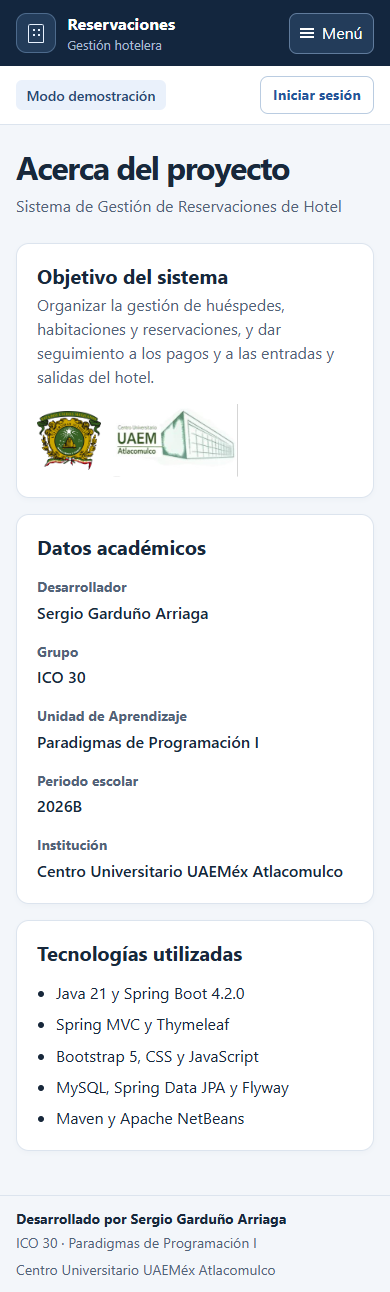 Reservaciones
Gestión hotelera
Menú
Modo demostración
Iniciar sesión
Acerca del proyecto
Sistema de Gestión de Reservaciones de Hotel
Objetivo del sistema
Organizar la gestión de huéspedes,
habitaciones y reservaciones, y dar
seguimiento a los pagos y a las entradas y
salidas del hotel.
Centro Universitario
UAEM
Atlacomulco
Datos académicos
Desarrollador
Sergio Garduño Arriaga
Grupo
ICO 30
Unidad de Aprendizaje
Paradigmas de Programación I
Periodo escolar
2026B
Institución
Centro Universitario UAEMéx Atlacomulco
Tecnologías utilizadas
• Java 21 y Spring Boot 4.2.0
• Spring MVC y Thymeleaf
• Bootstrap 5, CSS y JavaScript
• MySQL, Spring Data JPA y Flyway
• Maven y Apache NetBeans
Desarrollado por Sergio Garduño Arriaga
ICO 30 · Paradigmas de Programación I
Centro Universitario UAEMéx Atlacomulco